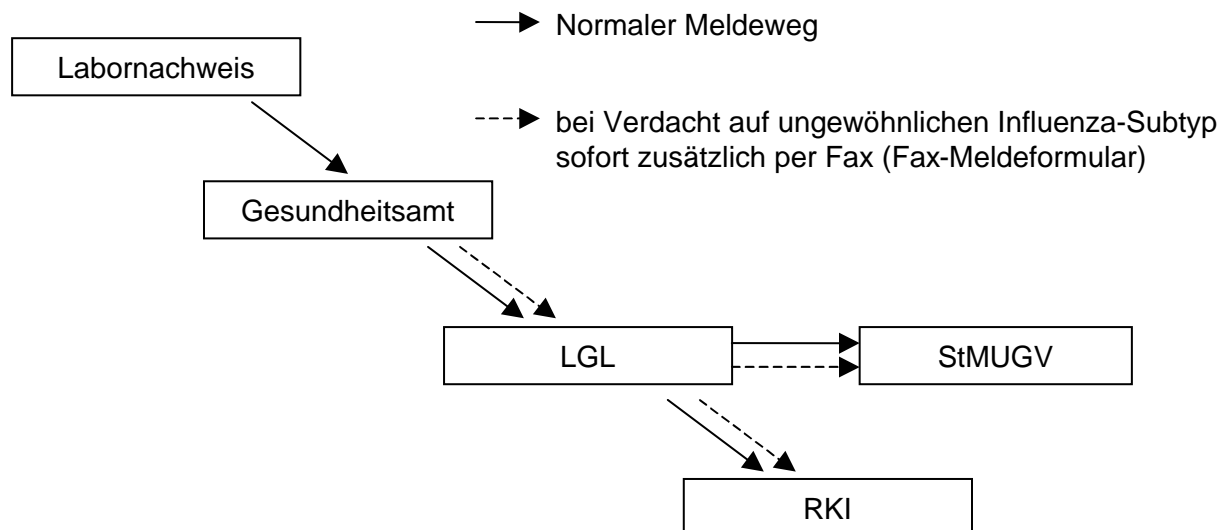 Normaler Meldeweg
Labornachweis
bei Verdacht auf ungewöhnlichen Influenza-Subtyp
sofort zusätzlich per Fax (Fax-Meldeformular)
Gesundheitsamt
LGL
StMUGV
RKI